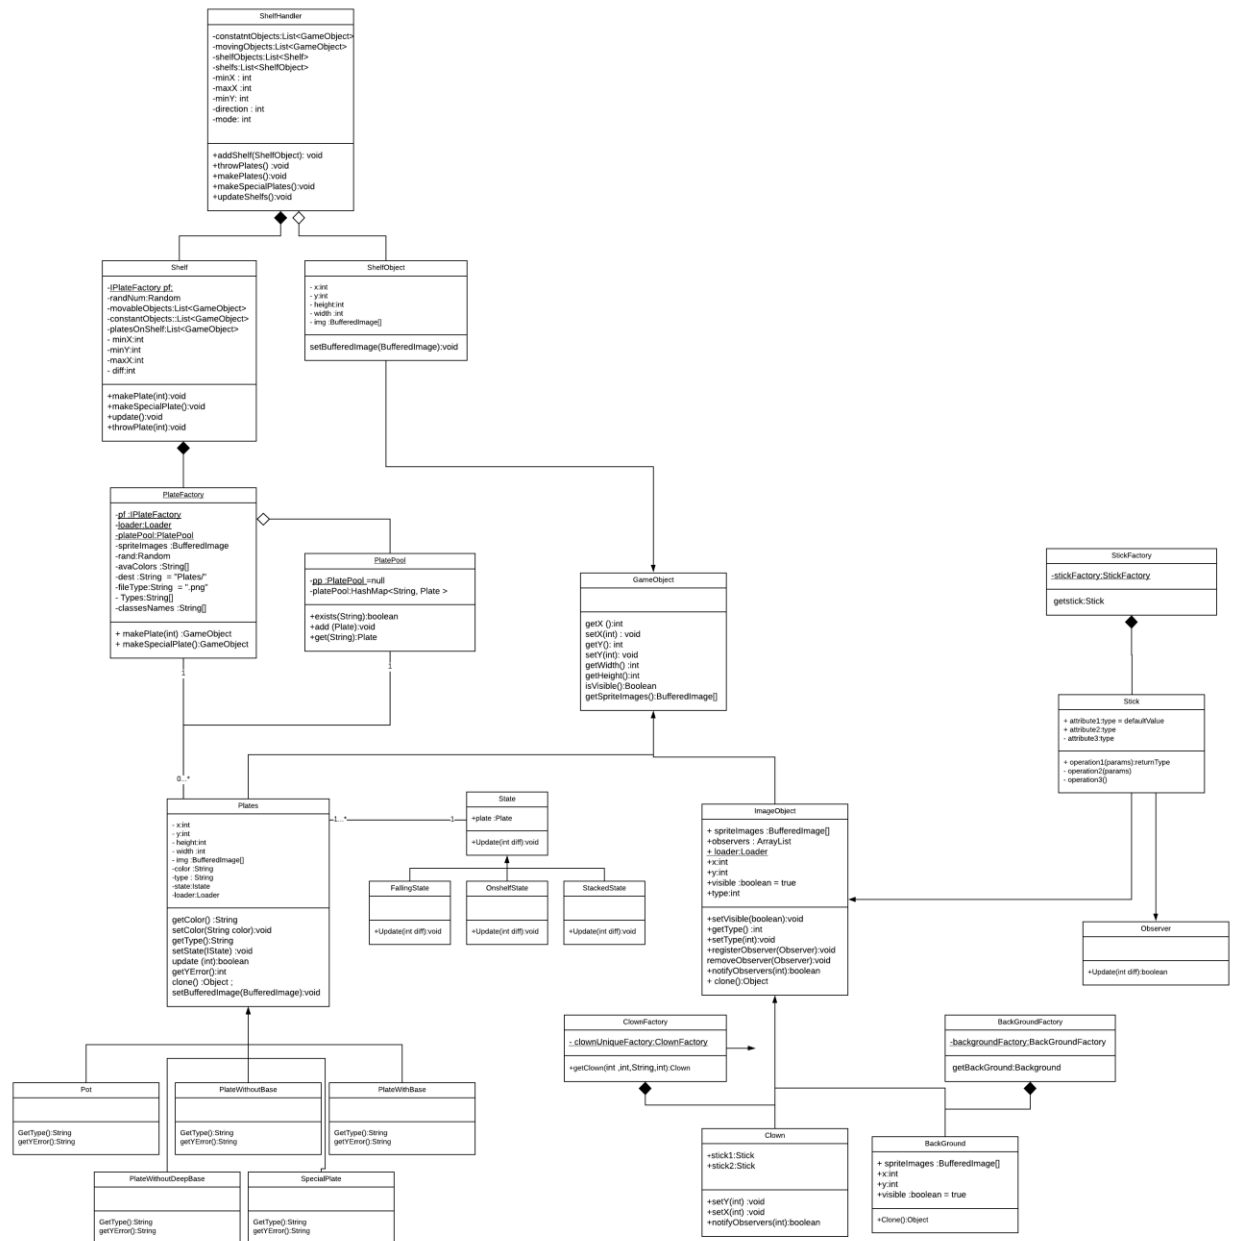 ShelfHandler
-constatntObjects:List<GameObject>
-movingObjects:List<GameObject>
-shelfObjects:List<Shelf>
-shelfs:List<ShelfObject>
-minX : int
-maxX :int
-minY: int
-direction : int
-mode: int
+addShelf(ShelfObject): void
+throwPlates() :void
+makePlates():void
+makeSpecialPlates():void
+updateShelfs():void
Shelf
-IPlateFactory pf;
-randNum:Random
-movableObjects:List<GameObject>
-constantObjects::List<GameObject>
-platesOnShelf:List<GameObject>
- minX:int
-minY:int
-maxX:int
- diff:int
+makePlate(int):void
+makeSpecialPlate():void
+update():void
+throwPlate(int):void
ShelfObject
- x:int
- y:int
- height:int
- width :int
- img :BufferedImage[]
setBufferedImage(BufferedImage):void
PlateFactory
-pf :IPlateFactory
-loader:Loader
-platePool:PlatePool
-spriteImages :BufferedImage
-rand:Random
-avaColors :String[]
-dest :String = "Plates/"
-fileType:String = ".png"
- Types:String[]
-classesNames :String[]
+ makePlate(int) :GameObject
+ makeSpecialPlate():GameObject
PlatePool
-pp :PlatePool =null
-platePool:HashMap<String, Plate >
+exists(String):boolean
+add (Plate):void
+get(String):Plate
1
1
0...*
GameObject
getX ():int
setX(int) : void
getY(): int
setY(int): void
getWidth() :int
getHeight():int
isVisible():Boolean
getSpriteImages():BufferedImage[]
StickFactory
-stickFactory:StickFactory
getstick:Stick
Stick
+ attribute1:type = defaultValue
+ attribute2:type
- attribute3:type
+ operation1(params):returnType
- operation2(params)
- operation3()
Plates
- x:int
- y:int
- height:int
- width :int
- img :BufferedImage[]
-color :String
-type : String
-state:Istate
-loader:Loader
getColor() :String
setColor(String color):void
getType():String
setState(IState) :void
update (int):boolean
getYError():int
clone() :Object ;
setBufferedImage(BufferedImage):void
1...*
1
State
+plate :Plate
+Update(int diff):void
FallingState
+Update(int diff):void
OnshelfState
+Update(int diff):void
StackedState
+Update(int diff):void
ImageObject
+ spriteImages :BufferedImage[]
+observers : ArrayList
+ loader:Loader
+x:int
+y:int
+visible :boolean = true
+type:int
+setVisible(boolean):void
+getType() :int
+setType(int):void
+registerObserver(Observer):void
removeObserver(Observer):void
+notifyObservers(int):boolean
+ clone():Object
Observer
+Update(int diff):boolean
ClownFactory
- clownUniqueFactory:ClownFactory
+getClown(int ,int,String,int):Clown
BackGroundFactory
-backgroundFactory:BackGroundFactory
getBackGround:Background
Pot
GetType():String
getYError():String
PlateWithoutBase
GetType():String
getYError():String
PlateWithBase
GetType():String
getYError():String
PlateWithoutDeepBase
GetType():String
getYError():String
SpecialPlate
GetType():String
getYError():String
Clown
+stick1:Stick
+stick2:Stick
+setY(int) :void
+setX(int) :void
+notifyObservers(int):boolean
BackGround
+ spriteImages :BufferedImage[]
+x:int
+y:int
+visible :boolean = true
+Clone():Object